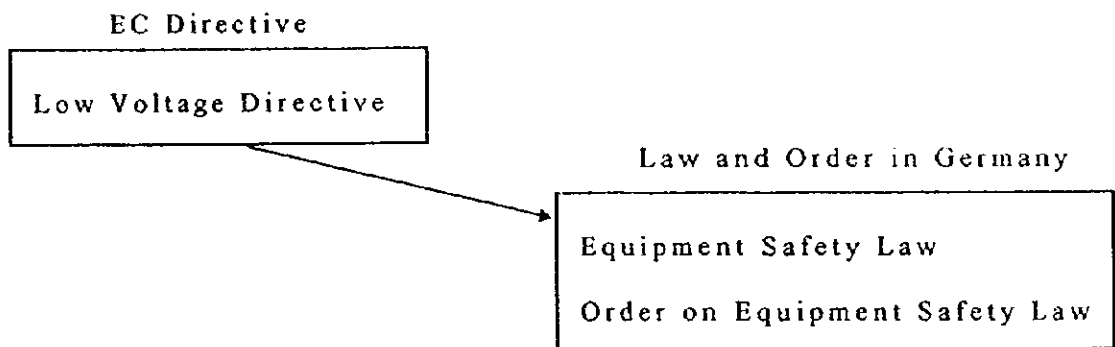 EC Directive
Low Voltage Directive
Law and Order in Germany
Equipment Safety Law
Order on Equipment Safety Law